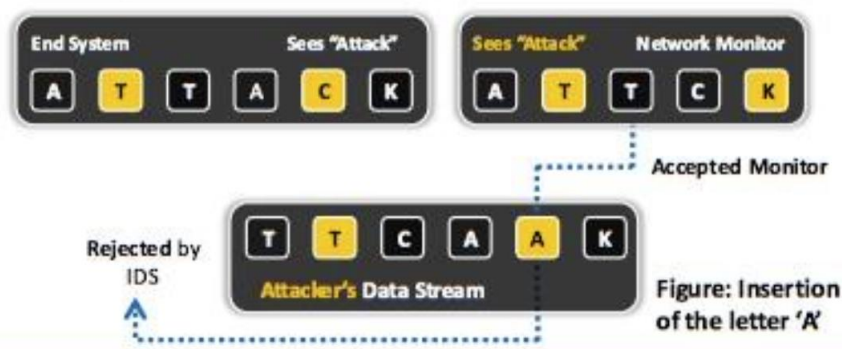 End System Sees "Attack"
A T T A C K
Sees "Attack" Network Monitor
A T T C K
Accepted Monitor
T T C A A K
Attacker's Data Stream
Rejected by
IDS
Figure: Insertion
of the letter 'A'